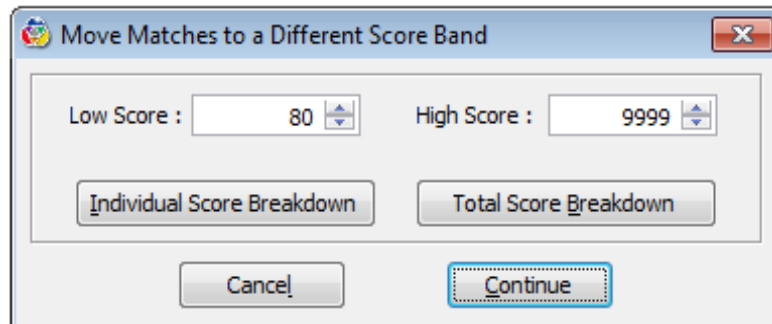 Move Matches to a Different Score Band
Low Score : 80 High Score : 9999
Individual Score Breakdown Total Score Breakdown
Cancel Continue